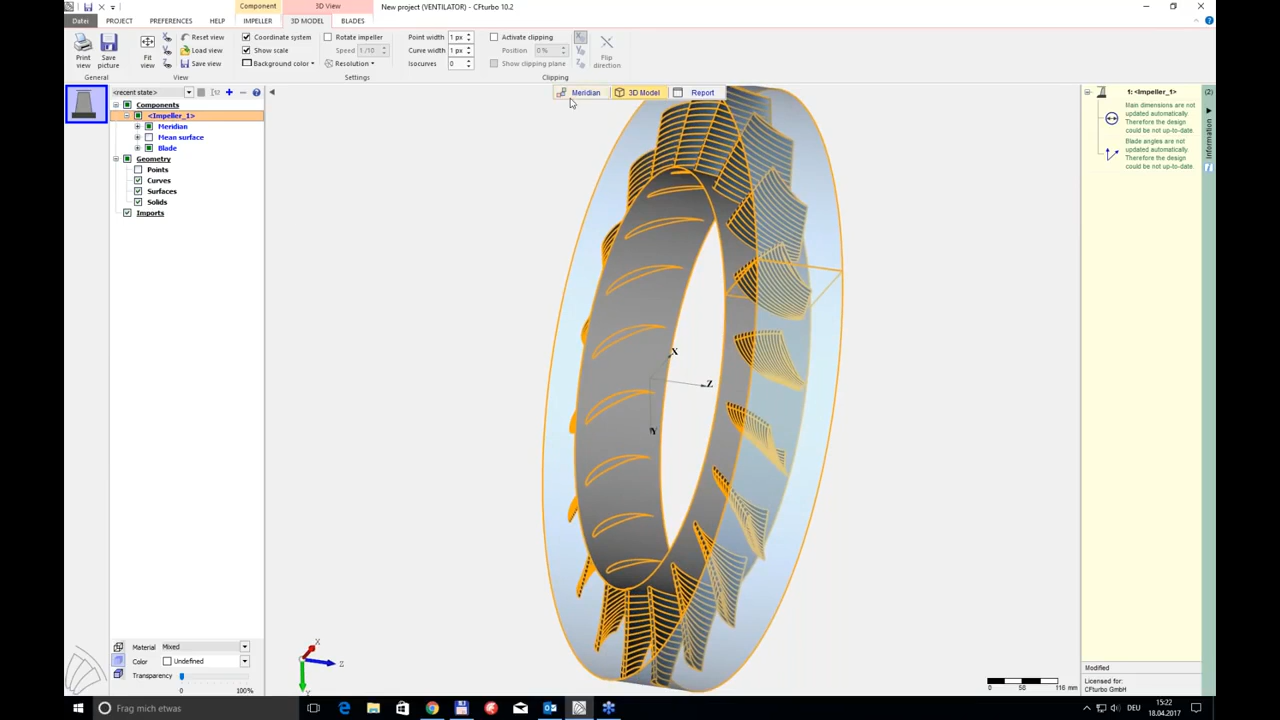 Component 3D View New project (VENTILATOR) - CFturbo 10.2
Datei PROJECT PREFERENCES HELP IMPELLER 3D MODEL BLADES
Print view
Save picture
General
Fit view
Reset view
Load view
Save view
View
Coordinate system
Show scale
Background color
Rotate impeller
Speed 1 /10
Resolution
Settings
Point width 1 px
Curve width 1 px
Isocurves 0
Activate clipping
Position 0 %
Show clipping plane
Flip direction
Clipping
<recent state>
Components
<Impeller_1>
Meridian
Mean surface
Blade
Geometry
Points
Curves
Surfaces
Solids
Imports
Meridian 3D Model Report
X
Z
Y
1: <Impeller_1>
Main dimensions are not
updated automatically.
Therefore the design
could be not up-to-date.
Blade angles are not
updated automatically.
Therefore the design
could be not up-to-date.
(2)
Information
Material Mixed
Color Undefined
Transparency
0 100%
X
Z
Y
0 58 116 mm
Modified
Licensed for:
CFturbo GmbH
Frag mich etwas
DEU
15:22
18.04.2017